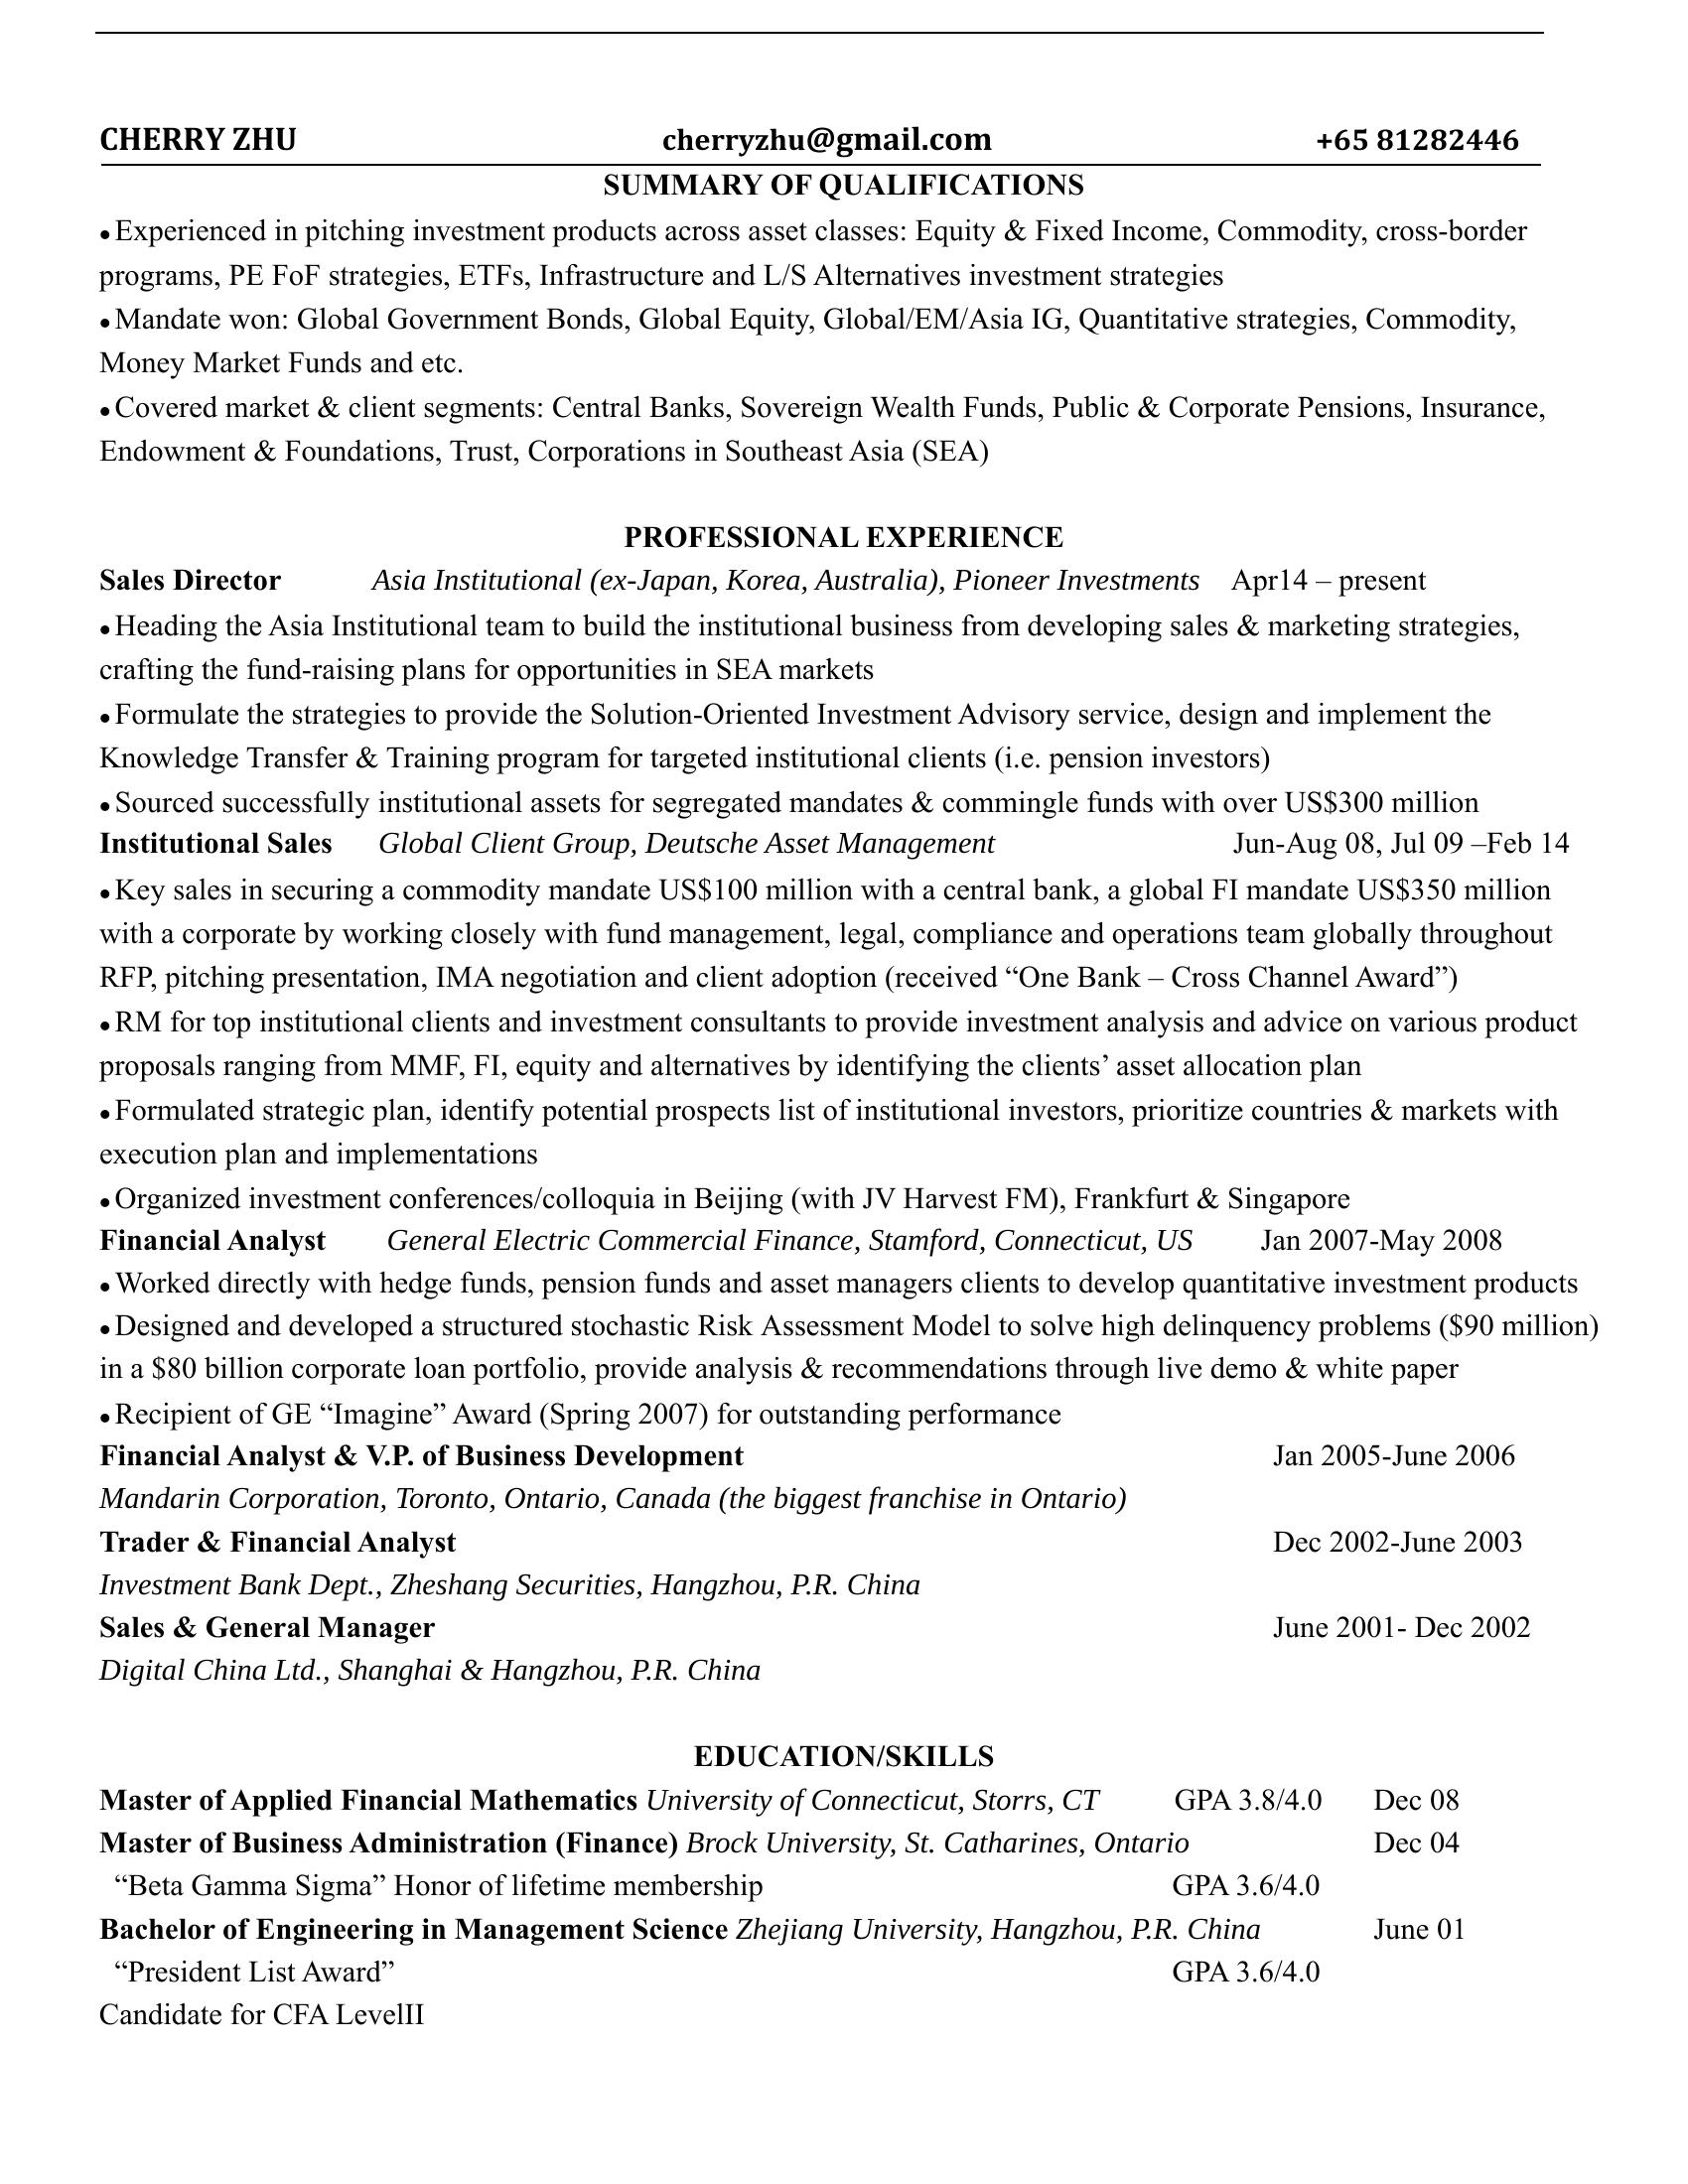 CHERRY ZHU cherryzhu@gmail.com +65 81282446
SUMMARY OF QUALIFICATIONS
●Experienced in pitching investment products across asset classes: Equity & Fixed Income, Commodity, cross-border
programs, PE FoF strategies, ETFs, Infrastructure and L/S Alternatives investment strategies
●Mandate won: Global Government Bonds, Global Equity, Global/EM/Asia IG, Quantitative strategies, Commodity,
Money Market Funds and etc.
●Covered market & client segments: Central Banks, Sovereign Wealth Funds, Public & Corporate Pensions, Insurance,
Endowment & Foundations, Trust, Corporations in Southeast Asia (SEA)
PROFESSIONAL EXPERIENCE
Sales Director Asia Institutional (ex-Japan, Korea, Australia), Pioneer Investments Apr14 – present
●Heading the Asia Institutional team to build the institutional business from developing sales & marketing strategies,
crafting the fund-raising plans for opportunities in SEA markets
●Formulate the strategies to provide the Solution-Oriented Investment Advisory service, design and implement the
Knowledge Transfer & Training program for targeted institutional clients (i.e. pension investors)
●Sourced successfully institutional assets for segregated mandates & commingle funds with over US$300 million
Institutional Sales Global Client Group, Deutsche Asset Management Jun-Aug 08, Jul 09 –Feb 14
●Key sales in securing a commodity mandate US$100 million with a central bank, a global FI mandate US$350 million
with a corporate by working closely with fund management, legal, compliance and operations team globally throughout
RFP, pitching presentation, IMA negotiation and client adoption (received “One Bank – Cross Channel Award”)
●RM for top institutional clients and investment consultants to provide investment analysis and advice on various product
proposals ranging from MMF, FI, equity and alternatives by identifying the clients’ asset allocation plan
●Formulated strategic plan, identify potential prospects list of institutional investors, prioritize countries & markets with
execution plan and implementations
●Organized investment conferences/colloquia in Beijing (with JV Harvest FM), Frankfurt & Singapore
Financial Analyst General Electric Commercial Finance, Stamford, Connecticut, US Jan 2007-May 2008
●Worked directly with hedge funds, pension funds and asset managers clients to develop quantitative investment products
●Designed and developed a structured stochastic Risk Assessment Model to solve high delinquency problems ($90 million)
in a $80 billion corporate loan portfolio, provide analysis & recommendations through live demo & white paper
●Recipient of GE “Imagine” Award (Spring 2007) for outstanding performance
Financial Analyst & V.P. of Business Development Jan 2005-June 2006
Mandarin Corporation, Toronto, Ontario, Canada (the biggest franchise in Ontario)
Trader & Financial Analyst Dec 2002-June 2003
Investment Bank Dept., Zheshang Securities, Hangzhou, P.R. China
Sales & General Manager June 2001- Dec 2002
Digital China Ltd., Shanghai & Hangzhou, P.R. China
EDUCATION/SKILLS
Master of Applied Financial Mathematics University of Connecticut, Storrs, CT GPA 3.8/4.0 Dec 08
Master of Business Administration (Finance) Brock University, St. Catharines, Ontario Dec 04
“Beta Gamma Sigma” Honor of lifetime membership GPA 3.6/4.0
Bachelor of Engineering in Management Science Zhejiang University, Hangzhou, P.R. China June 01
“President List Award” GPA 3.6/4.0
Candidate for CFA LevelII